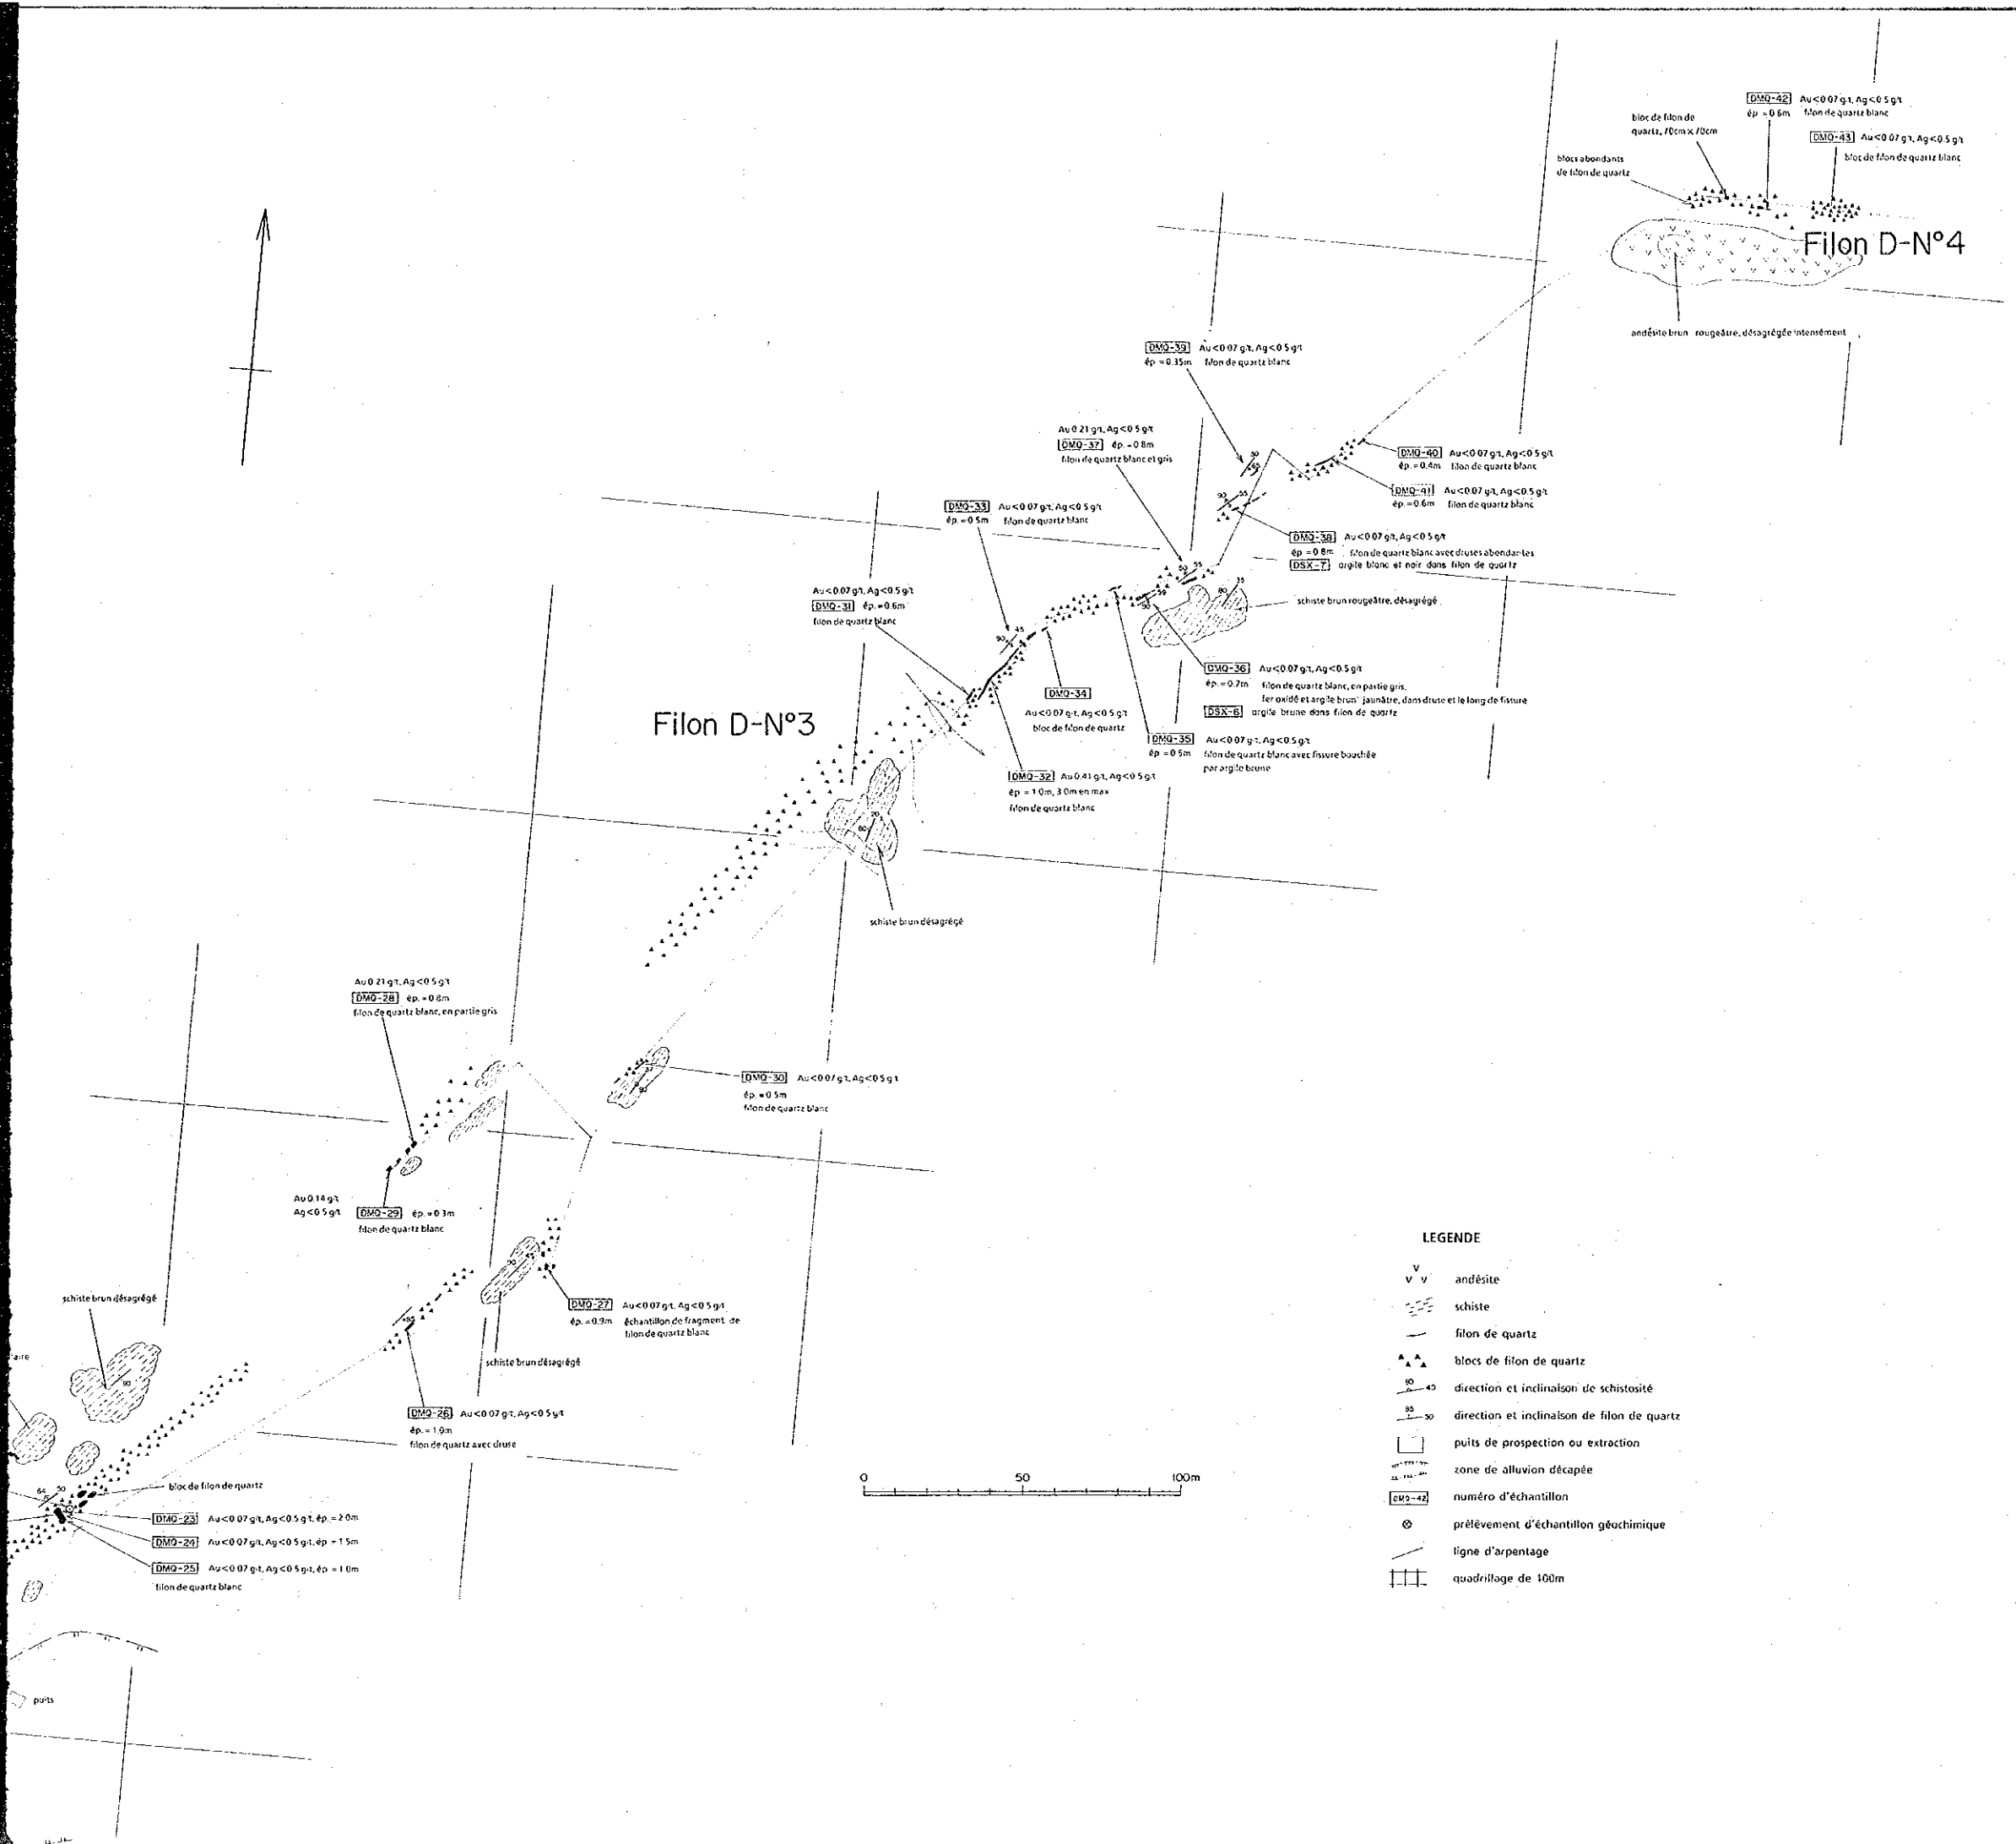 DMQ-42 Au<0.07 g/t, Ag<0.5 g/t
ép. = 0.6m filon de quartz blanc
bloc de filon de
quartz, 70cm x 70cm
DMQ-43 Au<0.07 g/t, Ag<0.5 g/t
bloc de filon de quartz blanc
blocs abondants
de filon de quartz
Filon D-N°4
andésite brun rougeâtre, désagrégée intensément
DMQ-39 Au<0.07 g/t, Ag<0.5 g/t
ép. = 0.35m filon de quartz blanc
Au 0.21 g/t, Ag<0.5 g/t
DMQ-37 ép. = 0.8m
filon de quartz blanc et gris
DMQ-40 Au<0.07 g/t, Ag<0.5 g/t
ép. = 0.4m filon de quartz blanc
DMQ-41 Au<0.07 g/t, Ag<0.5 g/t
ép. = 0.6m filon de quartz blanc
DMQ-33 Au<0.07 g/t, Ag<0.5 g/t
ép. = 0.5m filon de quartz blanc
DMQ-38 Au<0.07 g/t, Ag<0.5 g/t
ép = 0.8m filon de quartz blanc avec druses abondantes
DSX-7 argile blanc et noir dans filon de quartz
Au<0.07 g/t, Ag<0.5 g/t
DMQ-31 ép. = 0.6m
filon de quartz blanc
schiste brun rougeâtre, désagrégé
DMQ-36 Au<0.07 g/t, Ag<0.5 g/t
ép. = 0.7m filon de quartz blanc, en partie gris,
fer oxidé et argile brun jaunâtre, dans druse et le long de fissure
DSX-6 argile brune dans filon de quartz
DMQ-34
Au<0.07 g/t, Ag<0.5 g/t
bloc de filon de quartz
Filon D-N°3
DMQ-35 Au<0.07 g/t, Ag<0.5 g/t
ép = 0.5m filon de quartz blanc avec fissure bouchée
par argile brune
DMQ-32 Au 0.41 g/t, Ag<0.5 g/t
ép = 1.0m, 3.0m en max
filon de quartz blanc
schiste brun désagrégé
Au 0.21 g/t, Ag<0.5 g/t
DMQ-28 ép. = 0.8m
filon de quartz blanc, en partie gris
DMQ-30 Au<0.07 g/t, Ag<0.5 g/t
ép. = 0.5m
filon de quartz blanc
Au 0.14 g/t
Ag<0.5 g/t DMQ-29 ép. = 0.3m
filon de quartz blanc
schiste brun désagrégé
DMQ-27 Au<0.07 g/t, Ag<0.5 g/t
ép. = 0.9m échantillon de fragment de
filon de quartz blanc
schiste brun désagrégé
DMQ-26 Au<0.07 g/t, Ag<0.5 g/t
ép. = 1.0m
filon de quartz avec druse
bloc de filon de quartz
DMQ-23 Au<0.07 g/t, Ag<0.5 g/t, ép. = 2.0m
DMQ-24 Au<0.07 g/t, Ag<0.5 g/t, ép = 1.5m
DMQ-25 Au<0.07 g/t, Ag<0.5 g/t, ép = 1.0m
filon de quartz blanc
puits
0 50 100m
LEGENDE
andésite
schiste
filon de quartz
blocs de filon de quartz
direction et inclinaison de schistosité
direction et inclinaison de filon de quartz
puits de prospection ou extraction
zone de alluvion décapée
DMQ-42 numéro d'échantillon
prélèvement d'échantillon géochimique
ligne d'arpentage
quadrillage de 100m